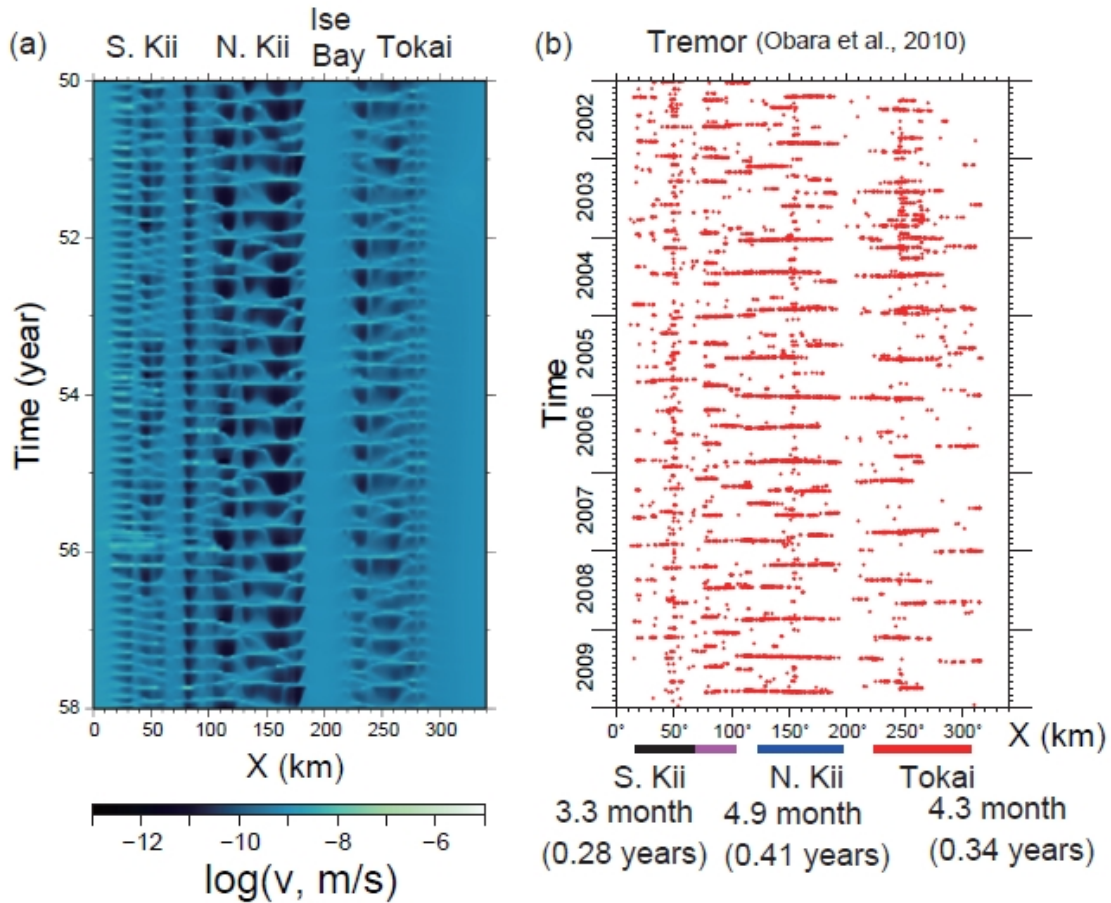 (a)
S. Kii
N. Kii
Ise
Bay
Tokai
50
52
54
56
58
Time (year)
0
50
100
150
200
250
300
X (km)
−12
−10
−8
−6
log(v, m/s)
(b)
Tremor (Obara et al., 2010)
2002
2003
2004
2005
2006
2007
2008
2009
Time
0°
50°
100°
150°
200°
250°
300°
X (km)
S. Kii
3.3 month
(0.28 years)
N. Kii
4.9 month
(0.41 years)
Tokai
4.3 month
(0.34 years)